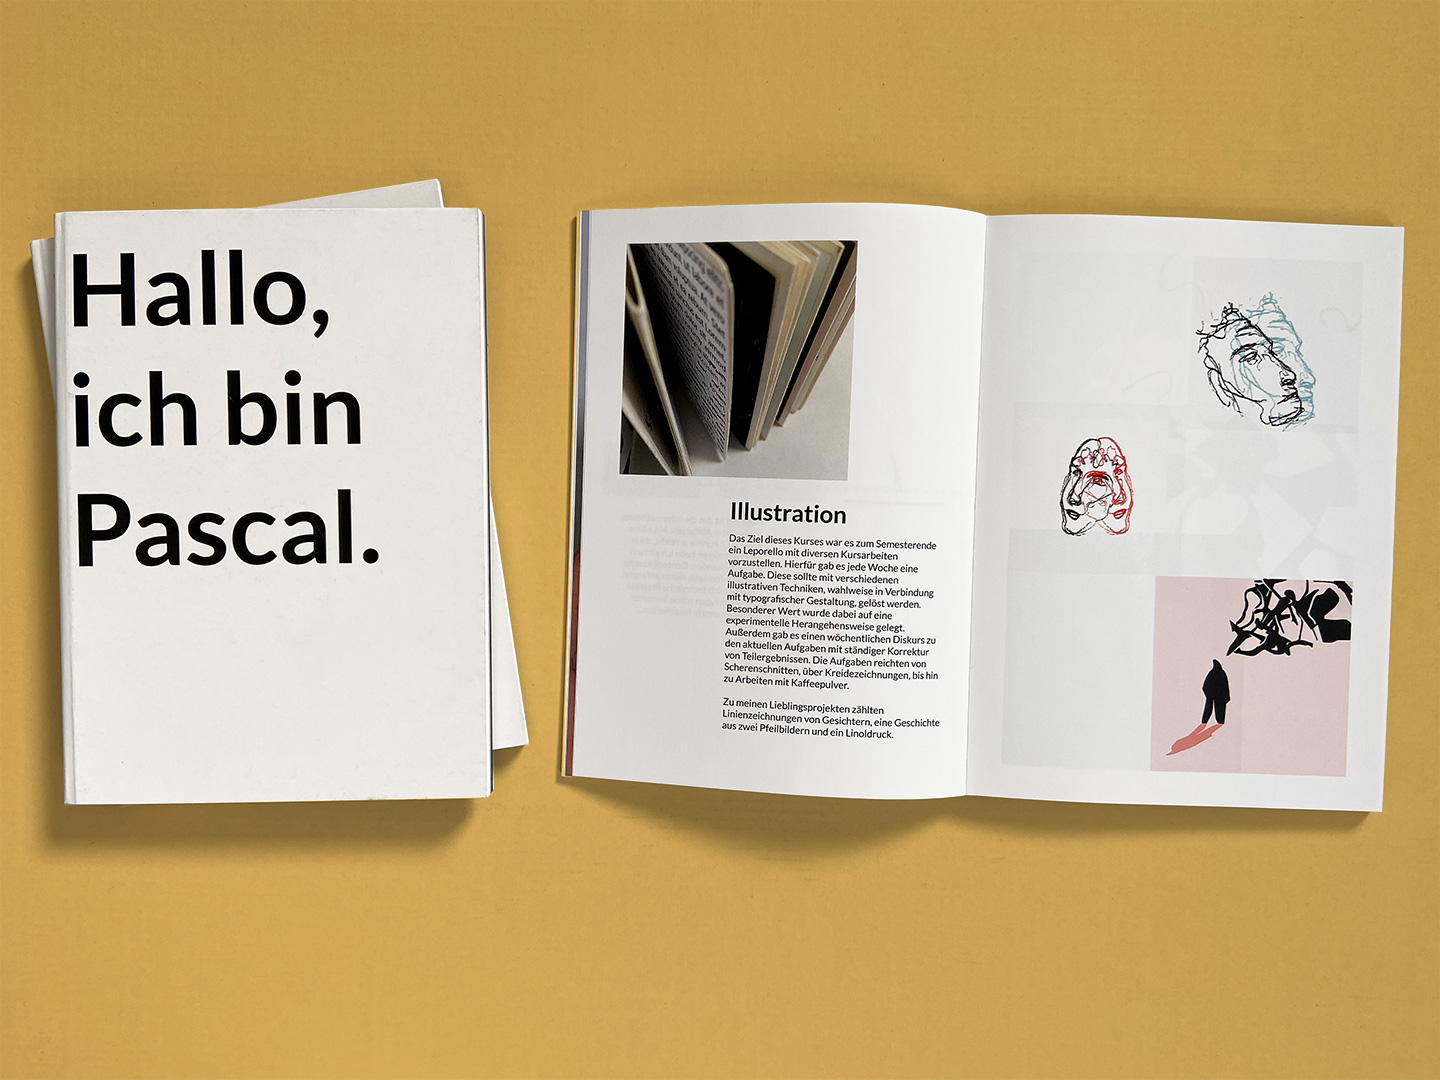 Hallo,
ich bin
Pascal.
Illustration
Das Ziel dieses Kurses war es zum Semesterende
ein Leporello mit diversen Kursarbeiten
vorzustellen. Hierfür gab es jede Woche eine
Aufgabe. Diese sollte mit verschiedenen
illustrativen Techniken, wahlweise in Verbindung
mit typografischer Gestaltung, gelöst werden.
Besonderer Wert wurde dabei auf eine
experimentelle Herangehensweise gelegt.
Außerdem gab es einen wöchentlichen Diskurs zu
den aktuellen Aufgaben mit ständiger Korrektur
von Teilergebnissen. Die Aufgaben reichten von
Scherenschnitten, über Kreidezeichnungen, bis hin
zu Arbeiten mit Kaffeepulver.
Zu meinen Lieblingsprojekten zählten
Linienzeichnungen von Gesichtern, eine Geschichte
aus zwei Pfeilbildern und ein Linoldruck.